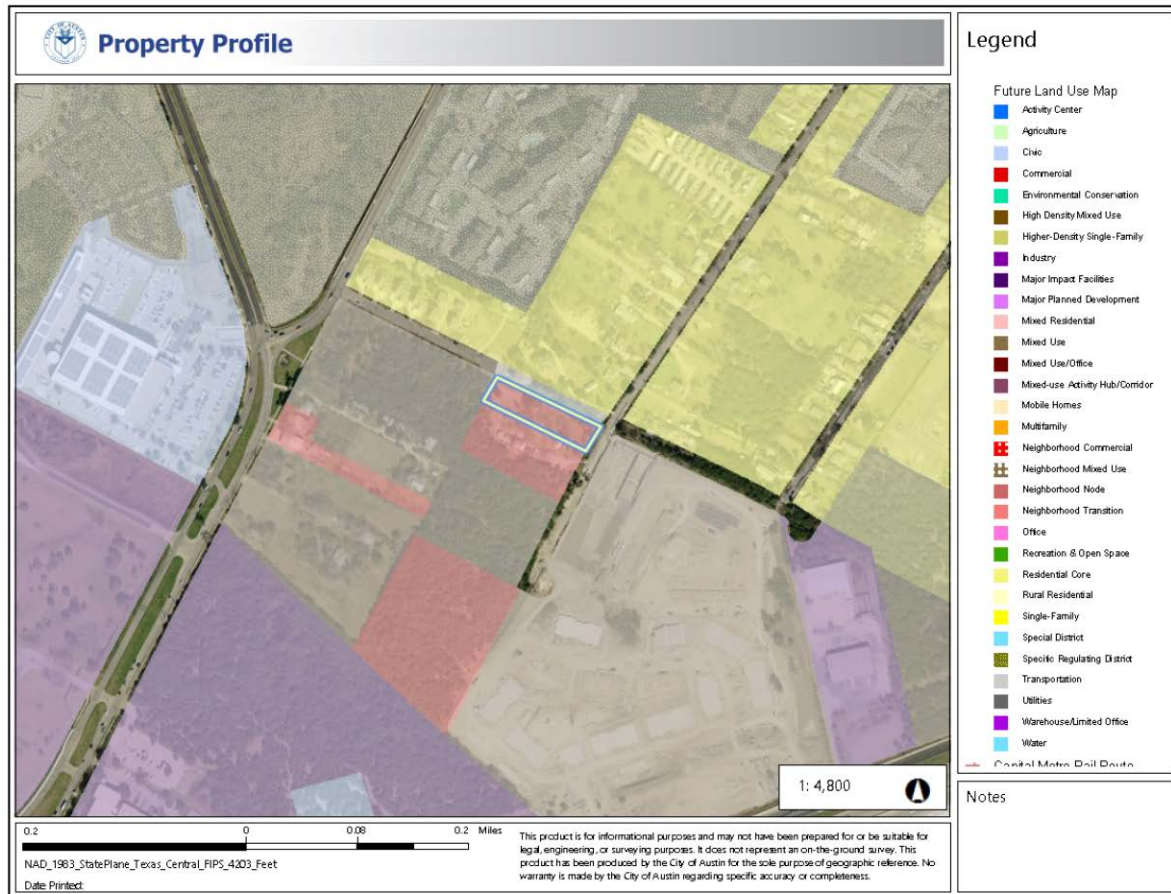 Property Profile
Legend
Future Land Use Map
Activity Center
Agriculture
Civic
Commercial
Environmental Conservation
High Density Mixed Use
Higher-Density Single-Family
Industry
Major Impact Facilities
Major Planned Development
Mixed Residential
Mixed Use
Mixed Use/Office
Mixed-use Activity Hub/Corridor
Mobile Homes
Multifamily
Neighborhood Commercial
Neighborhood Mixed Use
Neighborhood Node
Neighborhood Transition
Office
Recreation & Open Space
Residential Core
Rural Residential
Single-Family
Special District
Specific Regulating District
Transportation
Utilities
Warehouse/Limited Office
Water
Capital Metro Rail Route
1: 4,800
Notes
0.2 0 0.08 0.2 Miles
NAD_1983_StatePlane_Texas_Central_FIPS_4203_Feet
Date Printed:
This product is for informational purposes and may not have been prepared for or be suitable for
legal, engineering, or surveying purposes. It does not represent an on-the-ground survey. This
product has been produced by the City of Austin for the sole purpose of geographic reference. No
warranty is made by the City of Austin regarding specific accuracy or completeness.